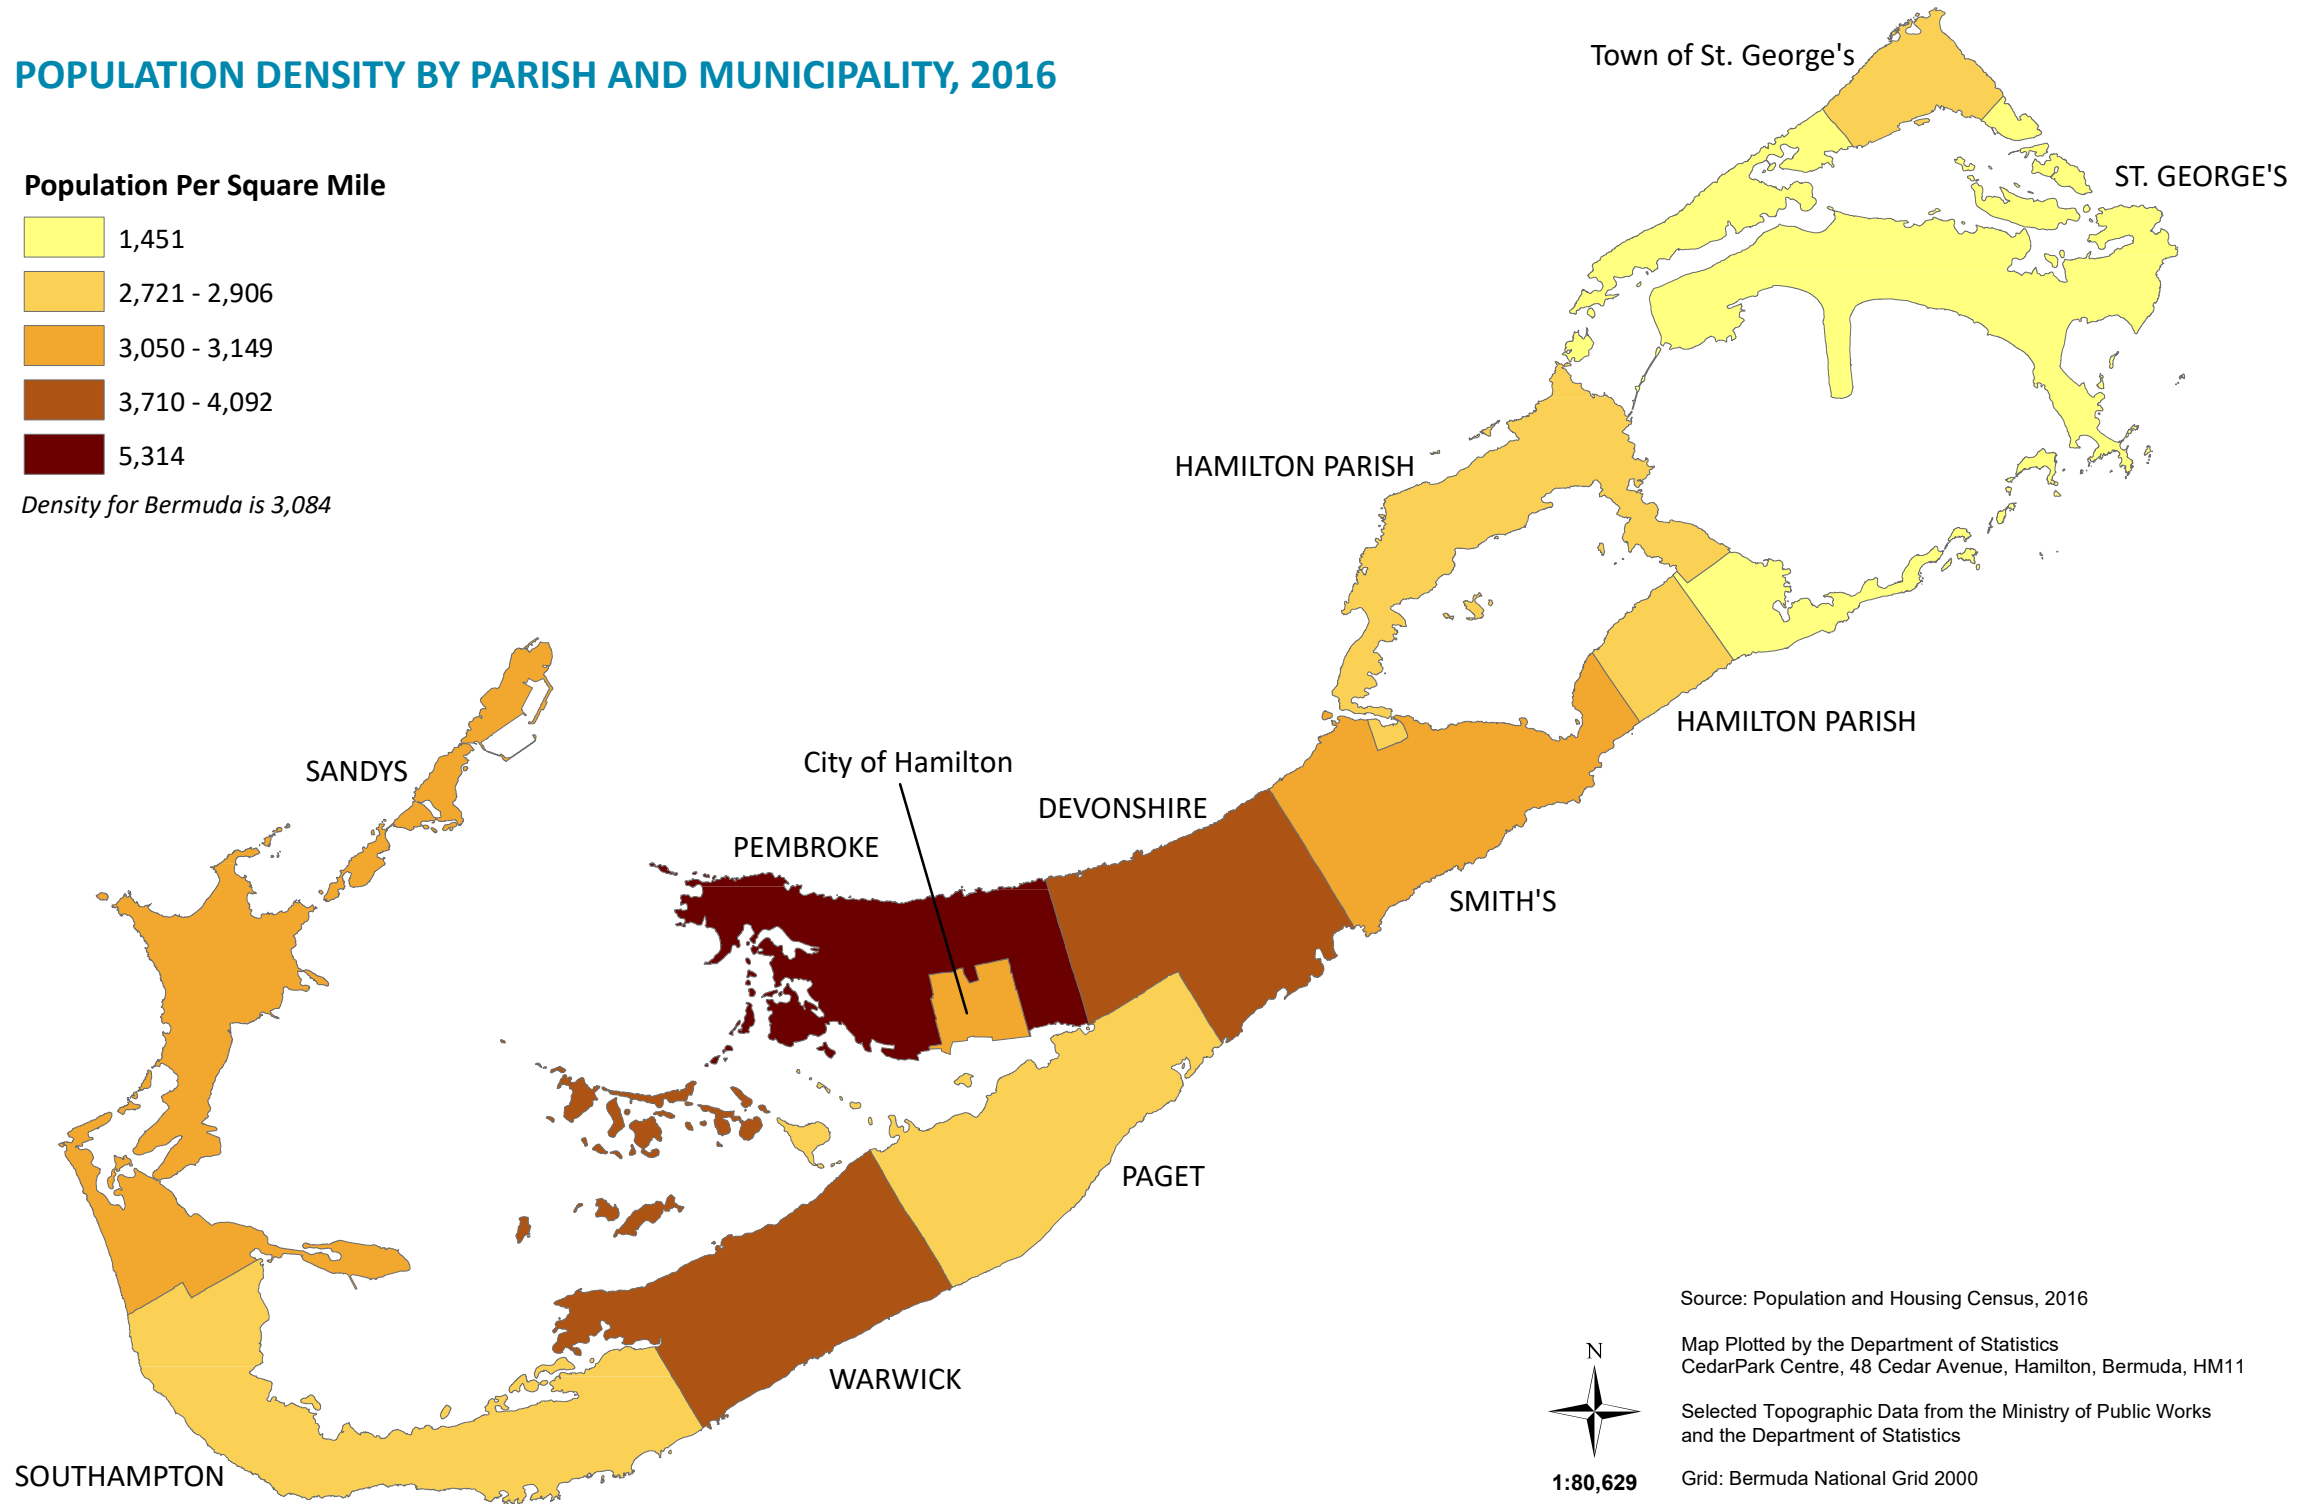 POPULATION DENSITY BY PARISH AND MUNICIPALITY, 2016
Population Per Square Mile
1,451
2,721 - 2,906
3,050 - 3,149
3,710 - 4,092
5,314
Density for Bermuda is 3,084
Town of St. George's
ST. GEORGE'S
HAMILTON PARISH
HAMILTON PARISH
SANDYS
City of Hamilton
DEVONSHIRE
PEMBROKE
SMITH'S
PAGET
WARWICK
SOUTHAMPTON
N
1:80,629
Source: Population and Housing Census, 2016
Map Plotted by the Department of Statistics
CedarPark Centre, 48 Cedar Avenue, Hamilton, Bermuda, HM11
Selected Topographic Data from the Ministry of Public Works
and the Department of Statistics
Grid: Bermuda National Grid 2000